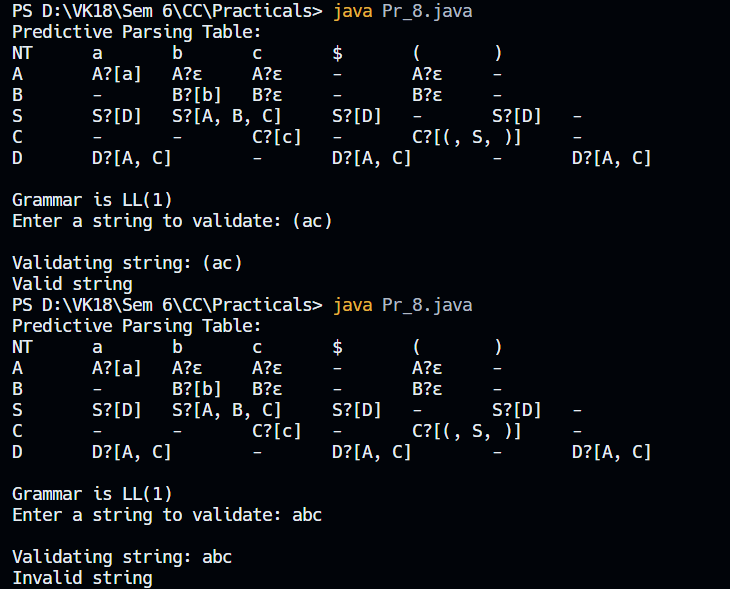 PS D:\VK18\Sem 6\CC\Practicals> java Pr_8.java
Predictive Parsing Table:
NT      a       b       c       $       (       )
A       A?[a]   A?ε     A?ε     -       A?ε     -
B       -       B?[b]   B?ε     -       B?ε     -
S       S?[D]   S?[A, B, C]     S?[D]   -       S?[D]   -
C       -       -       C?[c]   -       C?[(, S, )]     -
D       D?[A, C]        -       D?[A, C]        -       D?[A, C]

Grammar is LL(1)
Enter a string to validate: (ac)

Validating string: (ac)
Valid string
PS D:\VK18\Sem 6\CC\Practicals> java Pr_8.java
Predictive Parsing Table:
NT      a       b       c       $       (       )
A       A?[a]   A?ε     A?ε     -       A?ε     -
B       -       B?[b]   B?ε     -       B?ε     -
S       S?[D]   S?[A, B, C]     S?[D]   -       S?[D]   -
C       -       -       C?[c]   -       C?[(, S, )]     -
D       D?[A, C]        -       D?[A, C]        -       D?[A, C]

Grammar is LL(1)
Enter a string to validate: abc

Validating string: abc
Invalid string